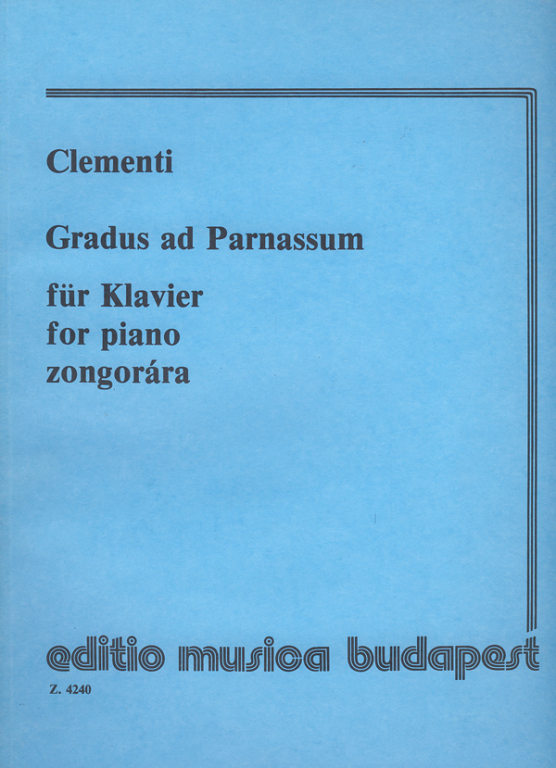 Clementi
Gradus ad Parnassum
für Klavier
for piano
zongorára
editio musica budapest
Z. 4240